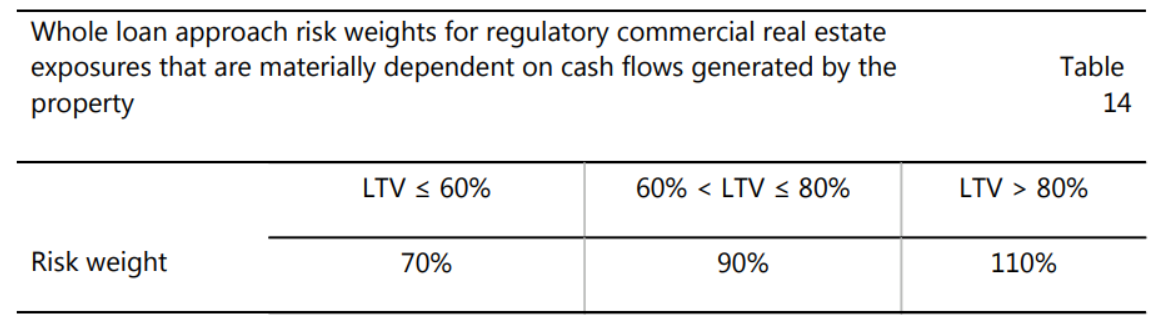 Whole loan approach risk weights for regulatory commercial real estate
exposures that are materially dependent on cash flows generated by the Table
property 14
LTV ≤ 60% 60% < LTV ≤ 80% LTV > 80%
Risk weight 70% 90% 110%